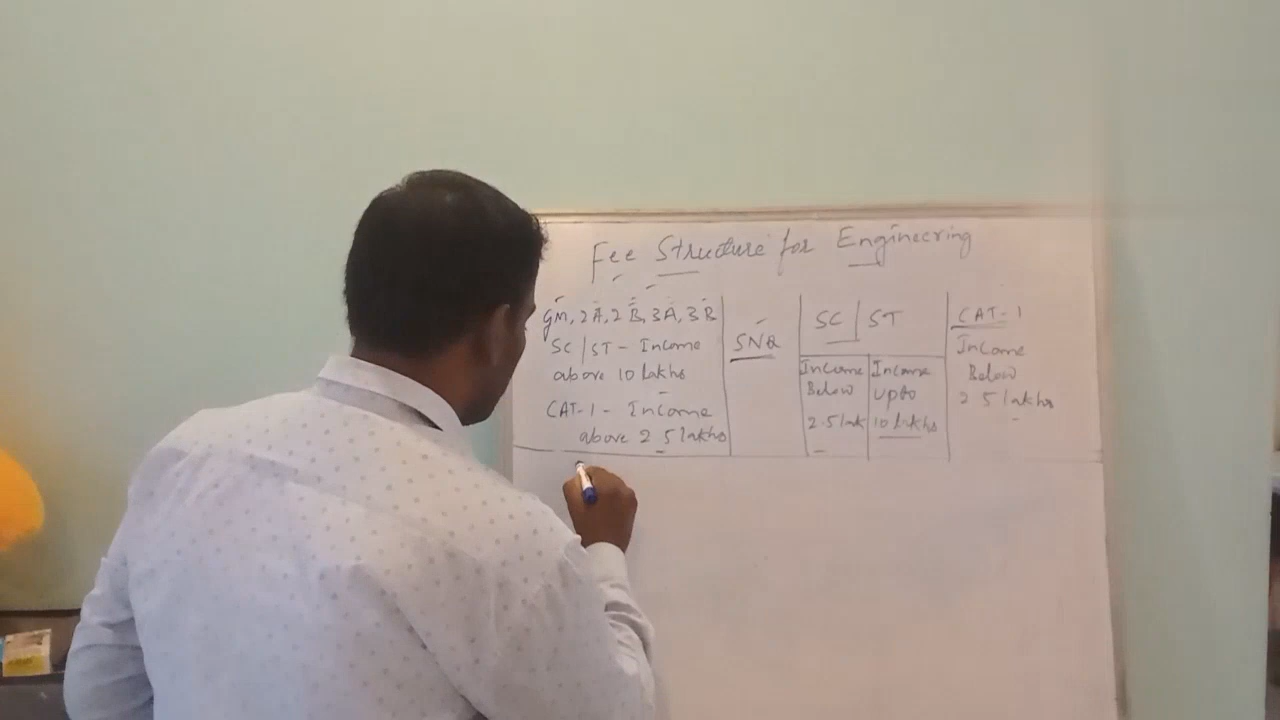 Fee Structure for Engineering
GM, 2A, 2B, 3A, 3B
SC/ST - Income
above 10 lakhs
CAT-1 - Income
above 2.5 lakhs
SNQ
SC/ST
Income
Below
2.5 lak
Income
upto
10 lakhs
CAT-1
Income
Below
2.5 lakhs